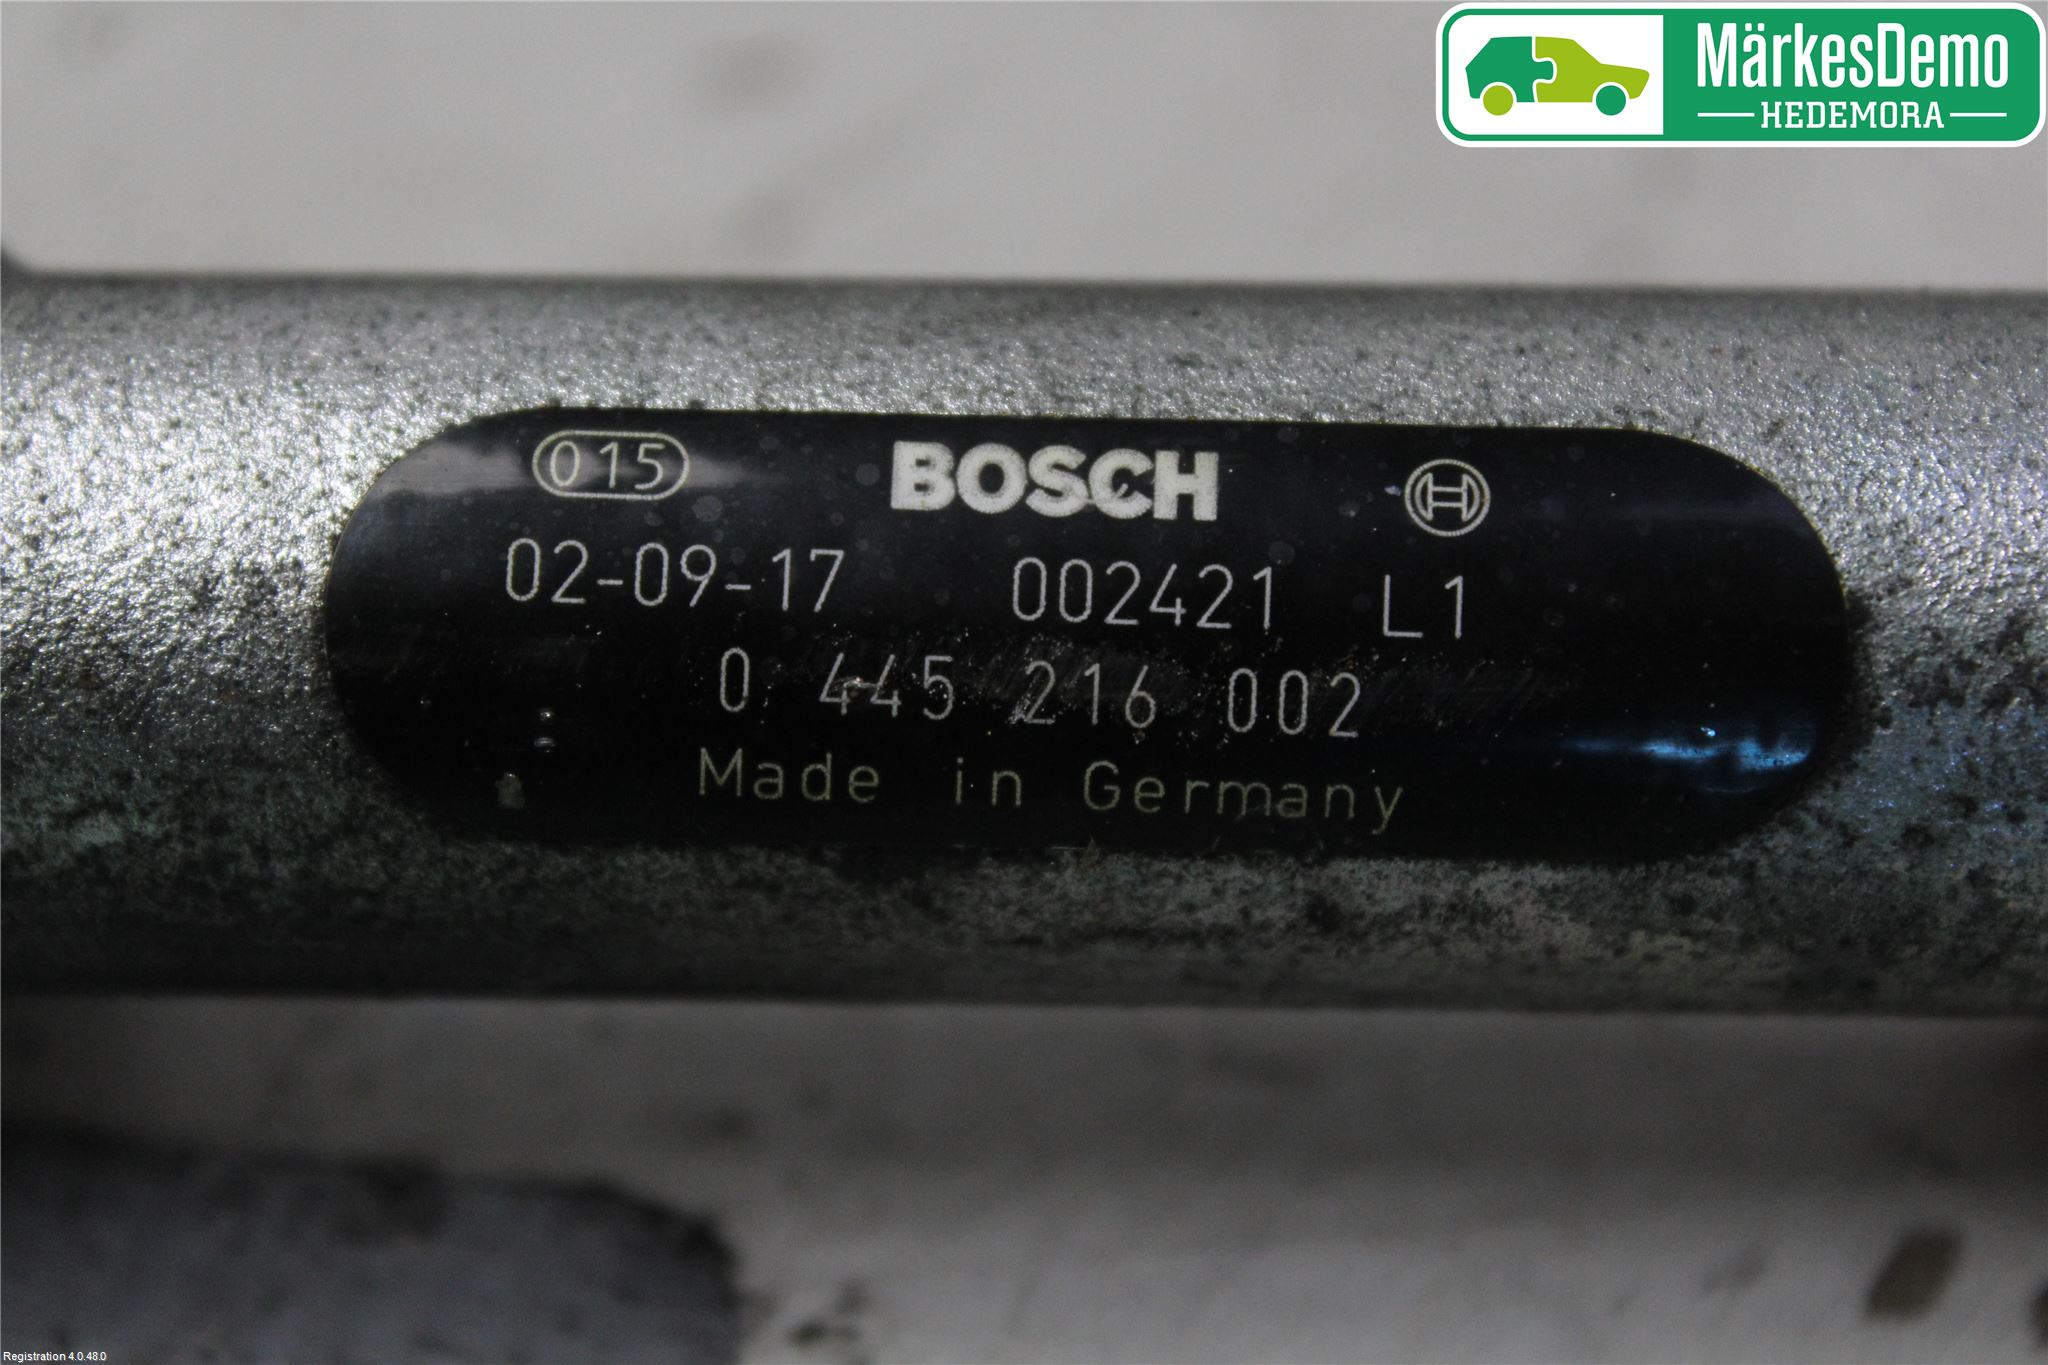 MärkesDemo
HEDEMORA
015 BOSCH
02-09-17 002421 L1
0 445 216 002
Made in Germany
Registration 4.0.48.0